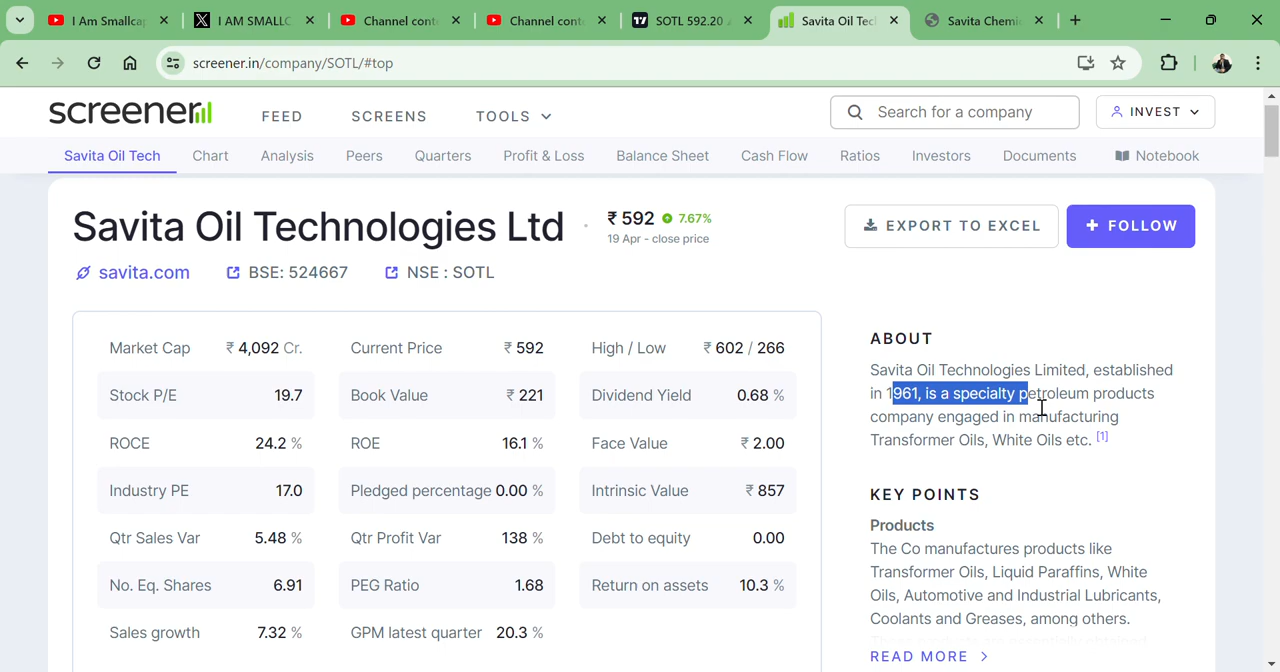 I Am Smallca
I AM SMALLC
Channel cont
Channel cont
SOTL 592.20
Savita Oil Tec
Savita Chemi
screener.in/company/SOTL/#top
screener
FEED
SCREENS
TOOLS
Search for a company
INVEST
Savita Oil Tech
Chart
Analysis
Peers
Quarters
Profit & Loss
Balance Sheet
Cash Flow
Ratios
Investors
Documents
Notebook
Savita Oil Technologies Ltd
₹ 592 7.67%
19 Apr - close price
EXPORT TO EXCEL
+ FOLLOW
savita.com
BSE: 524667
NSE : SOTL
Market Cap ₹ 4,092 Cr.
Current Price ₹ 592
High / Low ₹ 602 / 266
Stock P/E 19.7
Book Value ₹ 221
Dividend Yield 0.68 %
ROCE 24.2 %
ROE 16.1 %
Face Value ₹ 2.00
Industry PE 17.0
Pledged percentage 0.00 %
Intrinsic Value ₹ 857
Qtr Sales Var 5.48 %
Qtr Profit Var 138 %
Debt to equity 0.00
No. Eq. Shares 6.91
PEG Ratio 1.68
Return on assets 10.3 %
Sales growth 7.32 %
GPM latest quarter 20.3 %
ABOUT
Savita Oil Technologies Limited, established
in 1961, is a specialty petroleum products
company engaged in manufacturing
Transformer Oils, White Oils etc. [1]
KEY POINTS
Products
The Co manufactures products like
Transformer Oils, Liquid Paraffins, White
Oils, Automotive and Industrial Lubricants,
Coolants and Greases, among others.
READ MORE